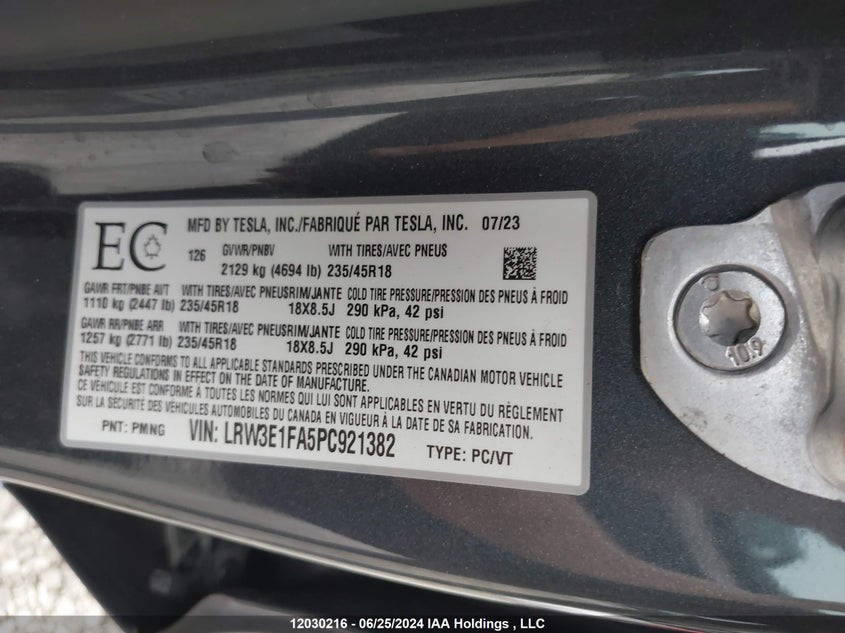 EC
MFD BY TESLA, INC./FABRIQUÉ PAR TESLA, INC. 07/23
126 GVWR/PNBV WITH TIRES/AVEC PNEUS
2129 kg (4694 lb) 235/45R18
GAWR FRT/PNBE AVT WITH TIRES/AVEC PNEUS RIM/JANTE COLD TIRE PRESSURE/PRESSION DES PNEUS À FROID
1110 kg (2447 lb) 235/45R18 18X8.5J 290 kPa, 42 psi
GAWR RR/PNBE ARR WITH TIRES/AVEC PNEUS RIM/JANTE COLD TIRE PRESSURE/PRESSION DES PNEUS À FROID
1257 kg (2771 lb) 235/45R18 18X8.5J 290 kPa, 42 psi
THIS VEHICLE CONFORMS TO ALL APPLICABLE STANDARDS PRESCRIBED UNDER THE CANADIAN MOTOR VEHICLE
SAFETY REGULATIONS IN EFFECT ON THE DATE OF MANUFACTURE.
CE VÉHICULE EST CONFORME À TOUTES LES NORMES QUI LUI SONT APPLICABLES EN VERTU DU RÈGLEMENT
SUR LA SÉCURITÉ DES VÉHICULES AUTOMOBILES DU CANADA EN VIGUEUR À LA DATE DE SA FABRICATION.
PNT: PMNG VIN: LRW3E1FA5PC921382 TYPE: PC/VT
10.9
12030216 - 06/25/2024 IAA Holdings , LLC